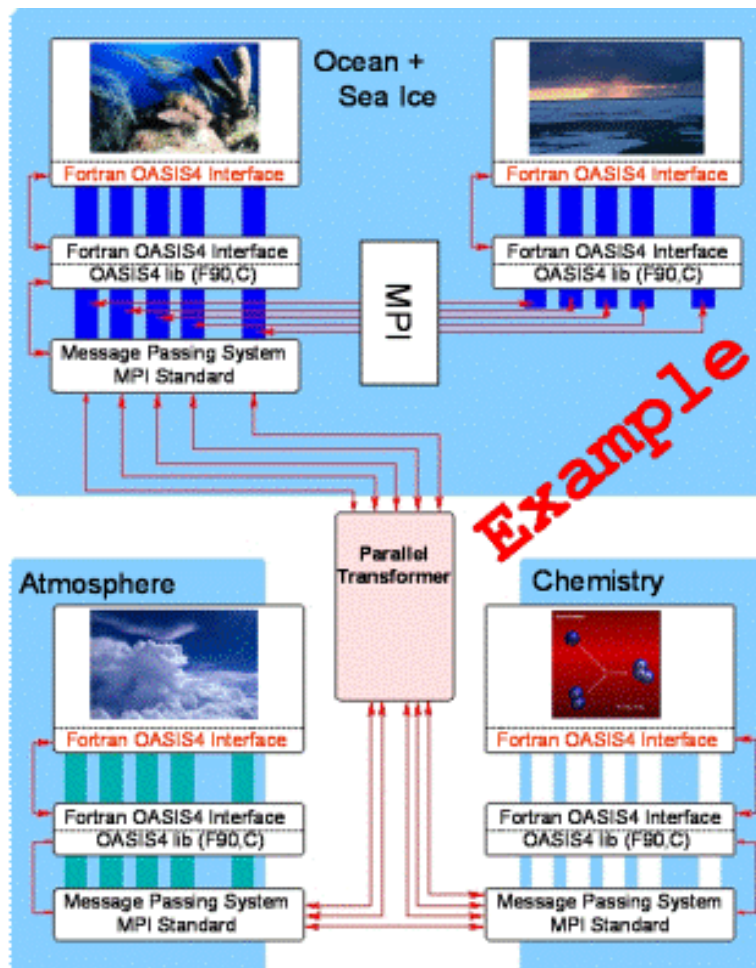 Ocean +
Sea Ice
Fortran OASIS4 Interface
Fortran OASIS4 Interface
OASIS4 lib (F90,C)
Message Passing System
MPI Standard
Fortran OASIS4 Interface
Fortran OASIS4 Interface
OASIS4 lib (F90,C)
MPI
Example
Parallel
Transformer
Atmosphere
Fortran OASIS4 Interface
Fortran OASIS4 Interface
OASIS4 lib (F90,C)
Message Passing System
MPI Standard
Chemistry
Fortran OASIS4 Interface
Fortran OASIS4 Interface
OASIS4 lib (F90,C)
Message Passing System
MPI Standard